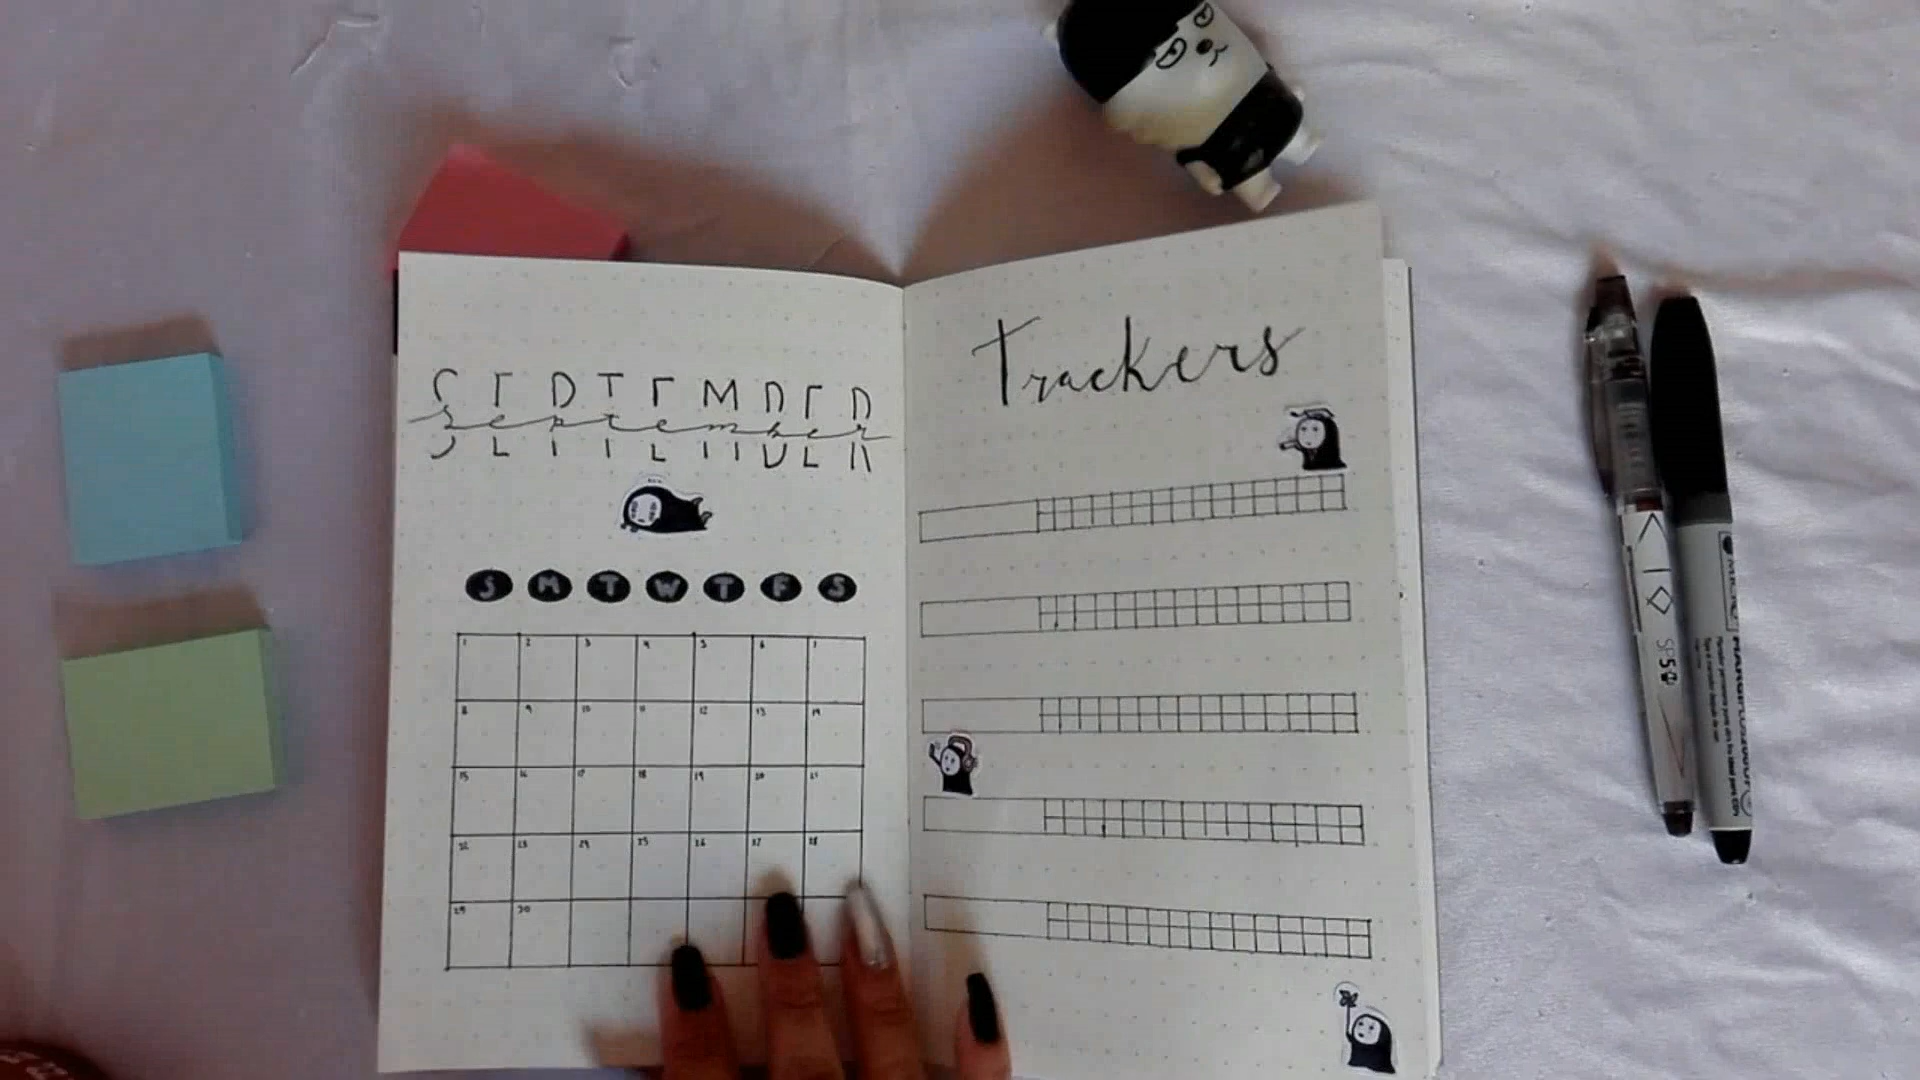 SEPTEMBER
september
S M T W T F S
1 2 3 4 5 6 7
8 9 10 11 12 13 14
15 16 17 18 19 20 21
22 23 24 25 26 27 28
29 30
Trackers